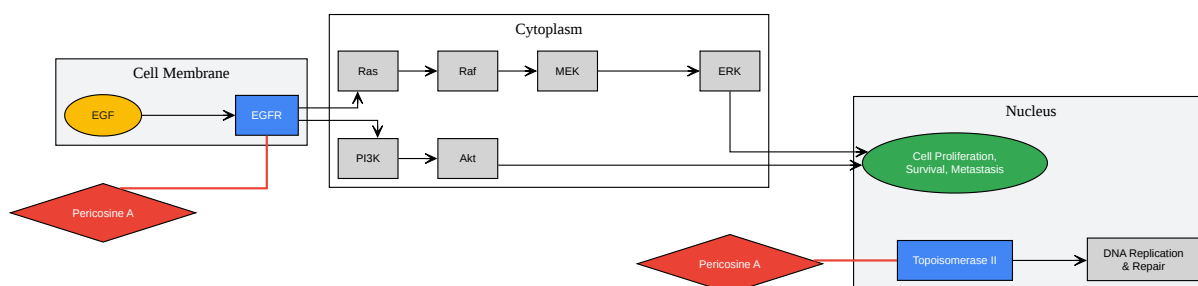 Cytoplasm
Ras
Raf
MEK
ERK
Cell Membrane
EGF
EGFR
PI3K
Akt
Nucleus
Cell Proliferation,
Survival, Metastasis
Pericosine A
Pericosine A
Topoisomerase II
DNA Replication
& Repair